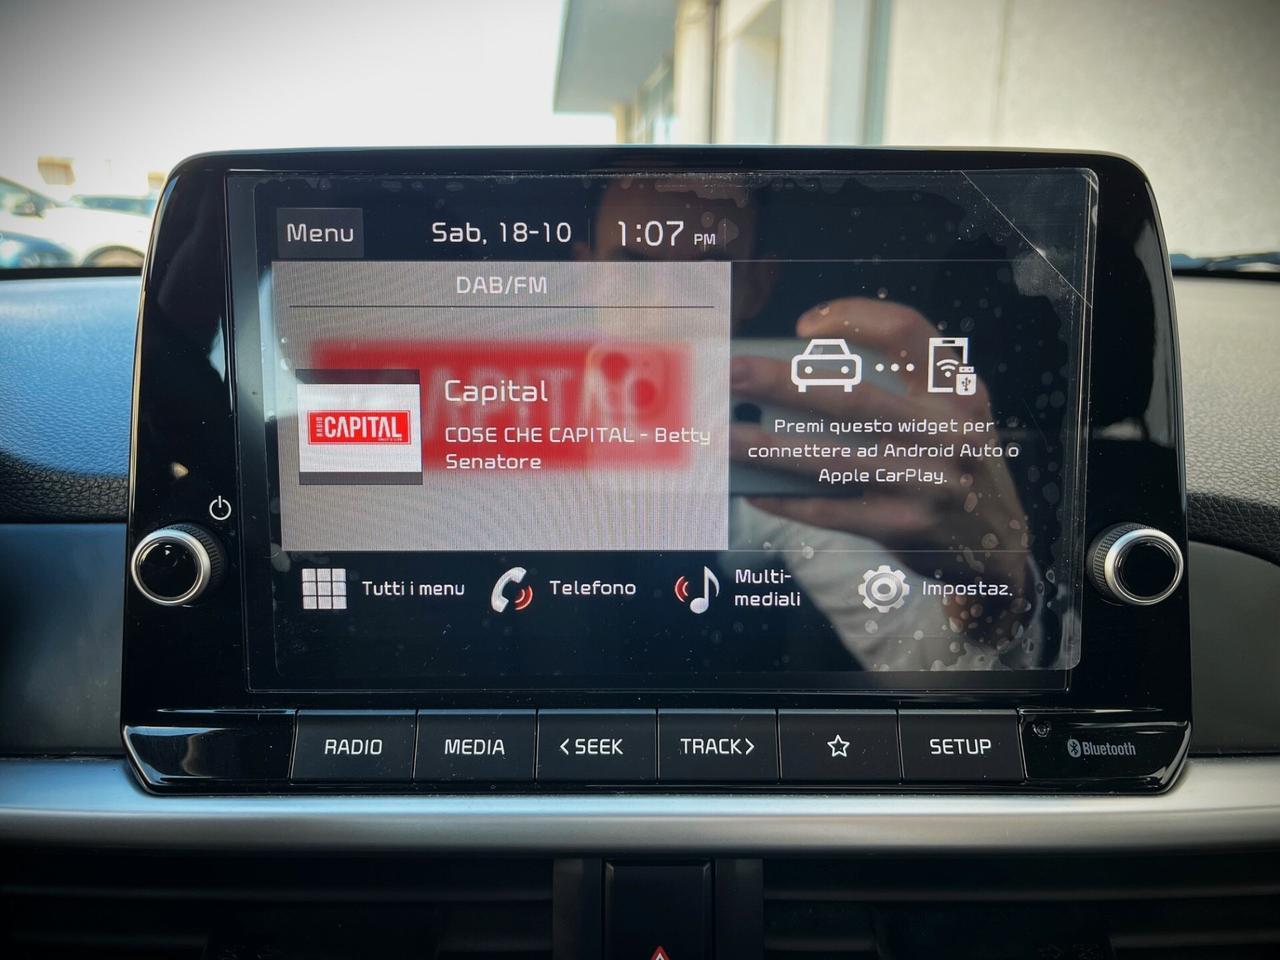 Menu
Sab, 18-10
1:07 PM
DAB/FM
RADIO
CAPITAL
Capital
COSE CHE CAPITAL - Betty
Senatore
Premi questo widget per
connettere ad Android Auto o
Apple CarPlay.
Tutti i menu
Telefono
Multi-
mediali
Impostaz.
RADIO
MEDIA
<SEEK
TRACK>
SETUP
Bluetooth